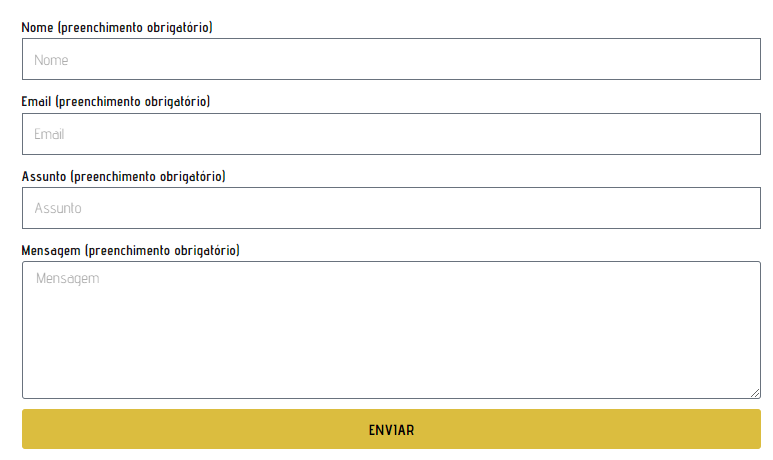 Nome (preenchimento obrigatório)
Nome
Email (preenchimento obrigatório)
Email
Assunto (preenchimento obrigatório)
Assunto
Mensagem (preenchimento obrigatório)
Mensagem
ENVIAR